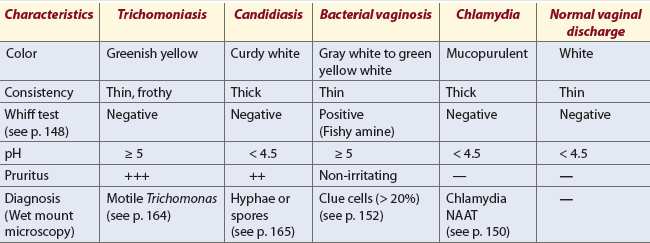 Characteristics Trichomoniasis Candidiasis Bacterial vaginosis Chlamydia Normal vaginal
discharge
Color Greenish yellow Curdy white Gray white to green Mucopurulent White
yellow white
Consistency Thin, frothy Thick Thin Thick Thin
Whiff test Negative Negative Positive Negative Negative
(see p. 148) (Fishy amine)
pH ≥ 5 < 4.5 ≥ 5 < 4.5 < 4.5
Pruritus +++ ++ Non-irritating — —
Diagnosis Motile Trichomonas Hyphae or Clue cells (> 20%) Chlamydia —
(Wet mount (see p. 164) spores (see p. 152) NAAT
microscopy) (see p. 165) (see p. 150)